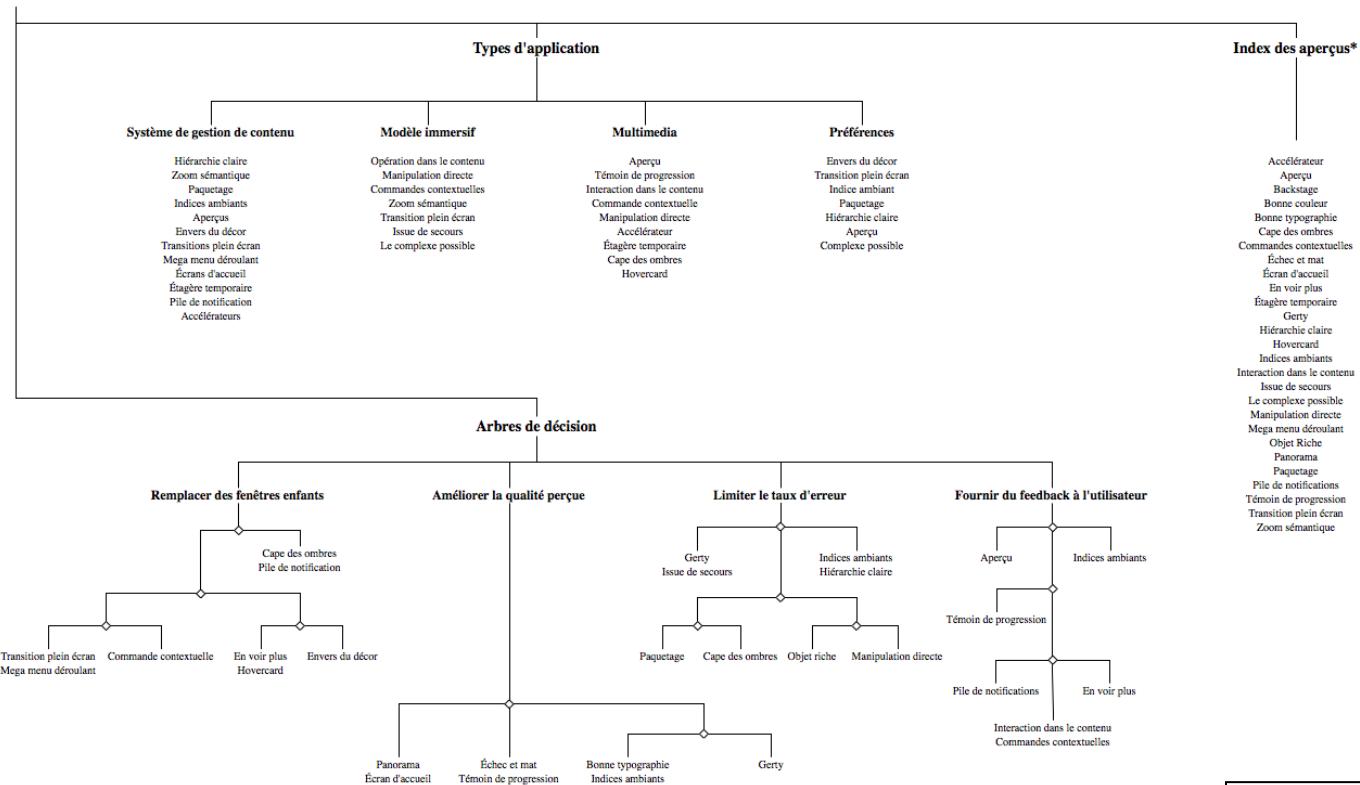 Types d'application
Index des aperçus*
Système de gestion de contenu
Hiérarchie claire
Zoom sémantique
Paquetage
Indices ambiants
Aperçus
Envers du décor
Transitions plein écran
Mega menu déroulant
Écrans d'accueil
Étagère temporaire
Pile de notification
Accélérateurs
Modèle immersif
Opération dans le contenu
Manipulation directe
Commandes contextuelles
Zoom sémantique
Transition plein écran
Issue de secours
Le complexe possible
Multimedia
Aperçu
Témoin de progression
Interaction dans le contenu
Commande contextuelle
Manipulation directe
Accélérateur
Étagère temporaire
Cape des ombres
Hovercard
Préférences
Envers du décor
Transition plein écran
Indice ambiant
Paquetage
Hiérarchie claire
Aperçu
Complexe possible
Accélérateur
Aperçu
Backstage
Bonne couleur
Bonne typographie
Cape des ombres
Commandes contextuelles
Échec et mat
Écran d'accueil
En voir plus
Étagère temporaire
Gerty
Hiérarchie claire
Hovercard
Indices ambiants
Interaction dans le contenu
Issue de secours
Le complexe possible
Manipulation directe
Mega menu déroulant
Objet Riche
Panorama
Paquetage
Pile de notifications
Témoin de progression
Transition plein écran
Zoom sémantique
Arbres de décision
Remplacer des fenêtres enfants
Cape des ombres
Pile de notification
Transition plein écran
Mega menu déroulant
Commande contextuelle
En voir plus
Hovercard
Envers du décor
Améliorer la qualité perçue
Panorama
Écran d'accueil
Échec et mat
Témoin de progression
Bonne typographie
Indices ambiants
Gerty
Limiter le taux d'erreur
Gerty
Issue de secours
Indices ambiants
Hiérarchie claire
Paquetage
Cape des ombres
Objet riche
Manipulation directe
Fournir du feedback à l'utilisateur
Aperçu
Indices ambiants
Témoin de progression
Pile de notifications
En voir plus
Interaction dans le contenu
Commandes contextuelles